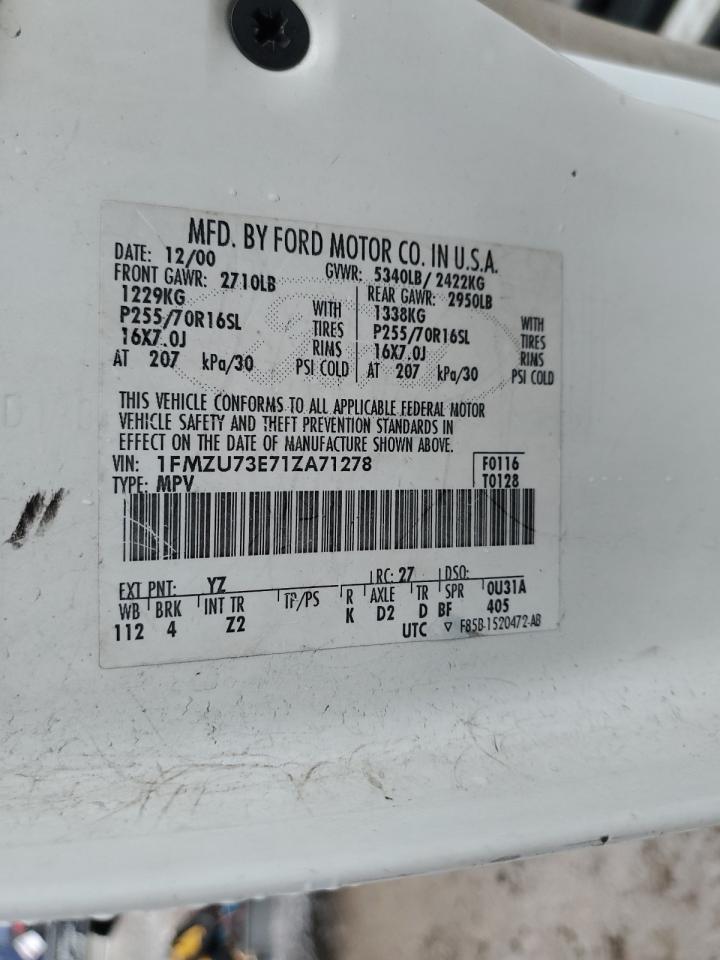 MFD. BY FORD MOTOR CO. IN U.S.A.
DATE: 12/00 GVWR: 5340LB/ 2422KG
FRONT GAWR: 2710LB REAR GAWR: 2950LB
1229KG WITH 1338KG WITH
P255/70R16SL TIRES P255/70R16SL TIRES
16X7.0J RIMS 16X7.0J RIMS
AT 207 kPa/30 PSI COLD AT 207 kPa/30 PSI COLD
THIS VEHICLE CONFORMS TO ALL APPLICABLE FEDERAL MOTOR
VEHICLE SAFETY AND THEFT PREVENTION STANDARDS IN
EFFECT ON THE DATE OF MANUFACTURE SHOWN ABOVE.
VIN: 1FMZU73E71ZA71278 F0116
TYPE: MPV T0128
EXT PNT: YZ RC: 27 DSO:
WB BRK INT TR TP/PS R AXLE TR SPR 0U31A
112 4 Z2 K D2 D BF 405
UTC ▽ F85B-1520472-AB